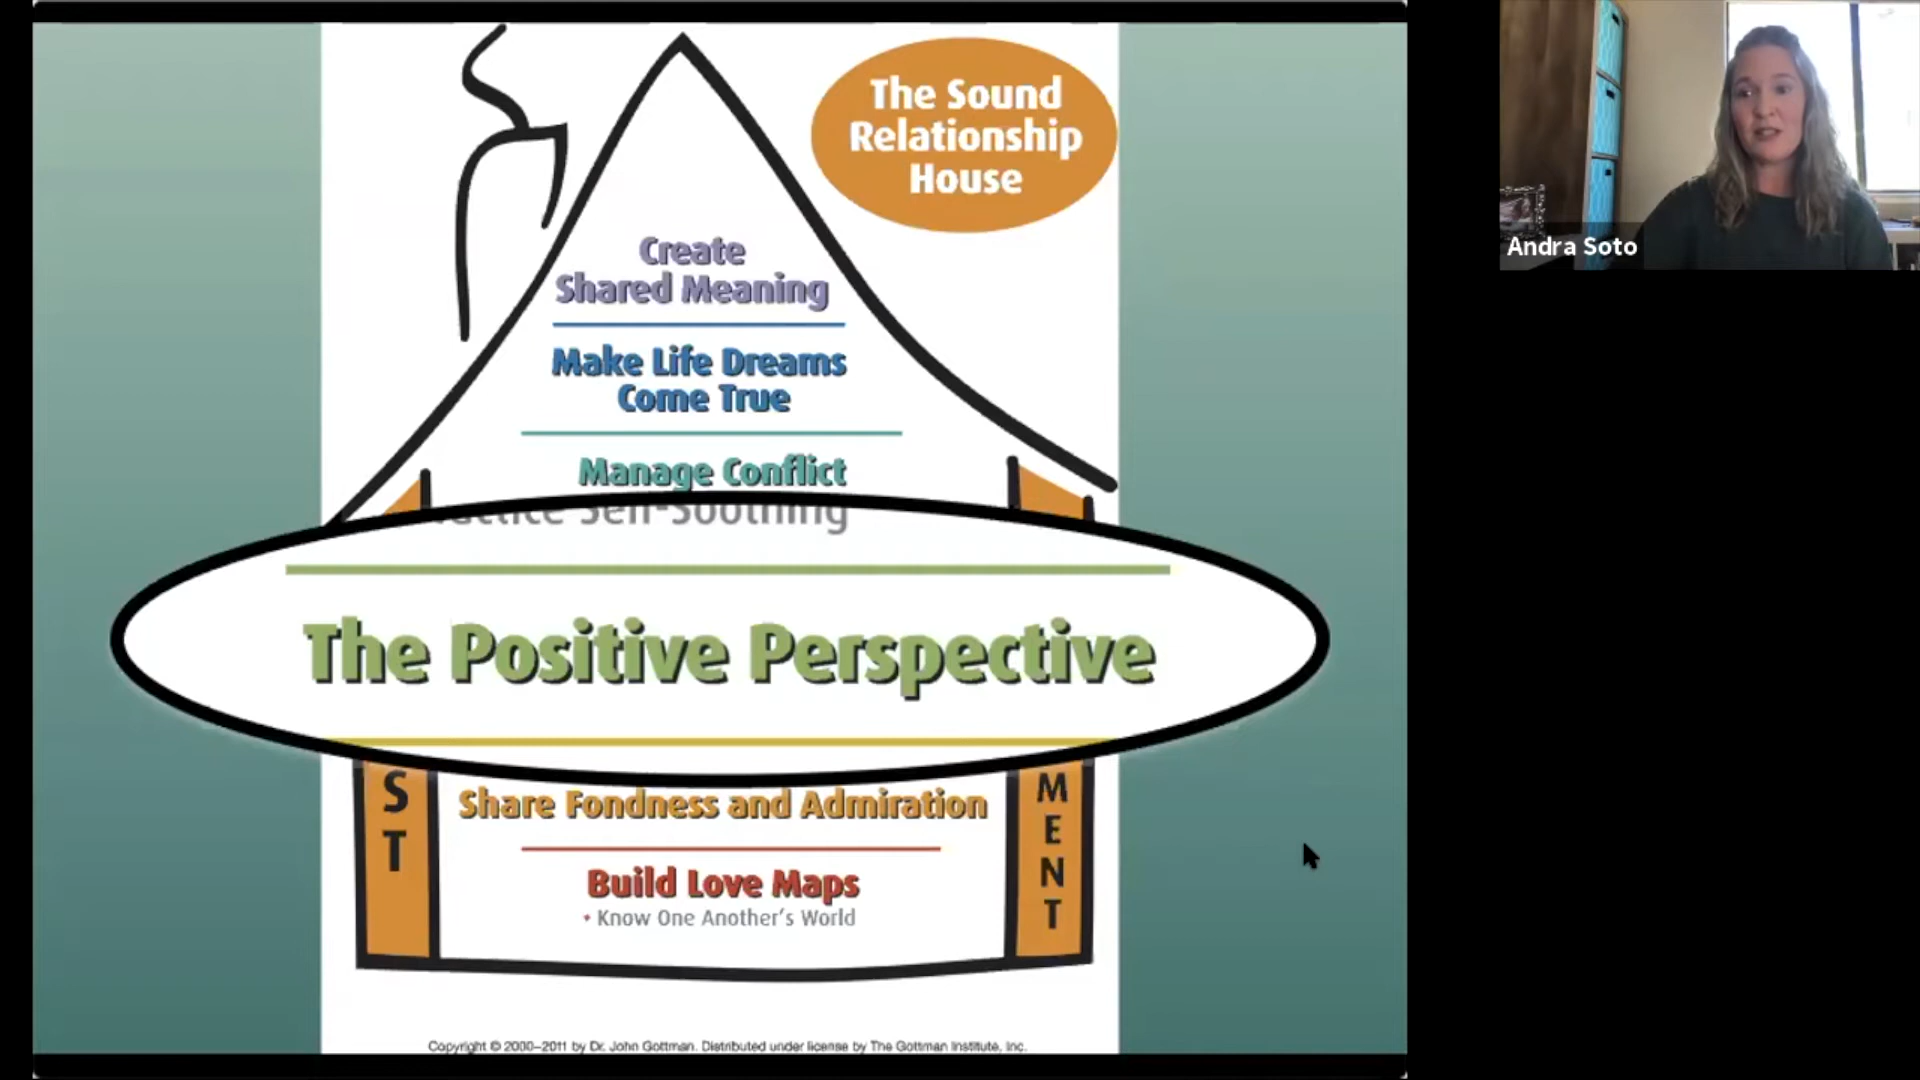 The Sound
Relationship
House
Create
Shared Meaning
Make Life Dreams
Come True
Manage Conflict
Self-Soothing
The Positive Perspective
S
T
M
E
N
T
Share Fondness and Admiration
Build Love Maps
• Know One Another's World
Copyright © 2000–2011 by Dr. John Gottman. Distributed under license by The Gottman Institute, Inc.
Andra Soto